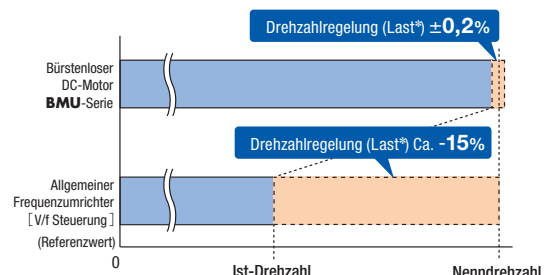 Drehzahlregelung (Last*) ±0,2%
Bürstenloser
DC-Motor
BMU-Serie
Drehzahlregelung (Last*) Ca. -15%
Allgemeiner
Frequenzumrichter
[ V/f Steuerung ]
(Referenzwert)
0
Ist-Drehzahl
Nenndrehzahl